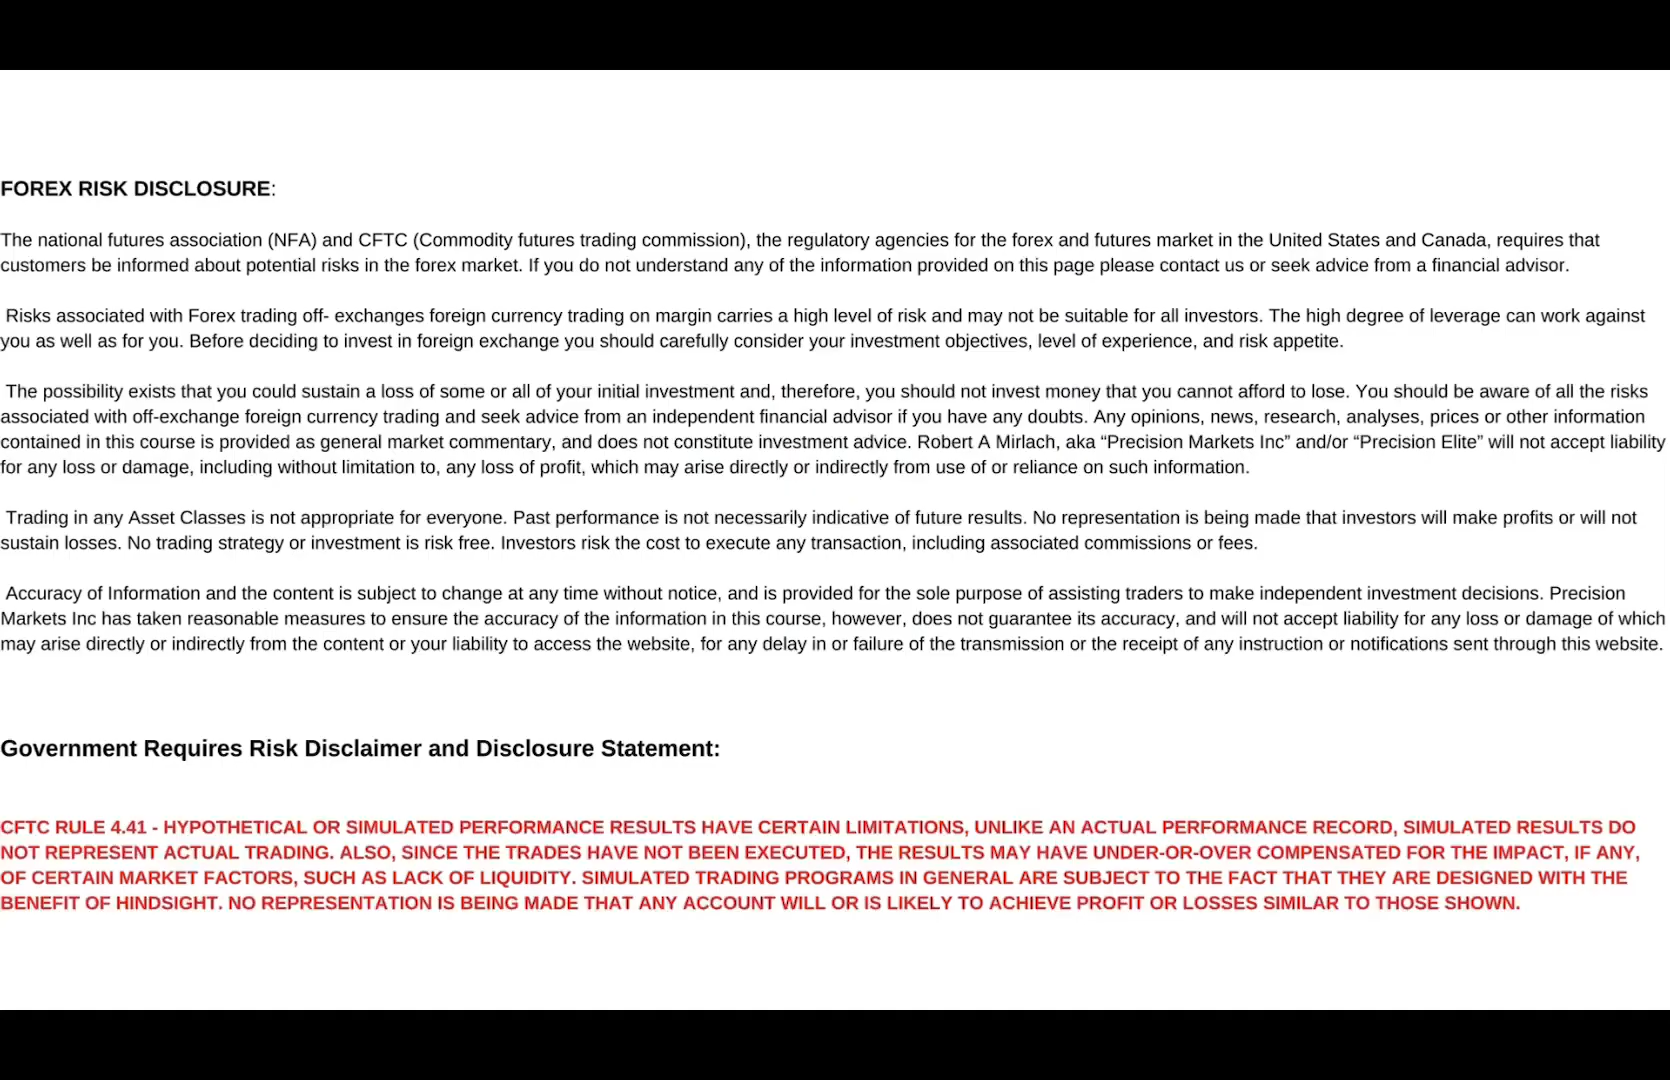 FOREX RISK DISCLOSURE:
The national futures association (NFA) and CFTC (Commodity futures trading commission), the regulatory agencies for the forex and futures market in the United States and Canada, requires that
customers be informed about potential risks in the forex market. If you do not understand any of the information provided on this page please contact us or seek advice from a financial advisor.
Risks associated with Forex trading off- exchanges foreign currency trading on margin carries a high level of risk and may not be suitable for all investors. The high degree of leverage can work against
you as well as for you. Before deciding to invest in foreign exchange you should carefully consider your investment objectives, level of experience, and risk appetite.
The possibility exists that you could sustain a loss of some or all of your initial investment and, therefore, you should not invest money that you cannot afford to lose. You should be aware of all the risks
associated with off-exchange foreign currency trading and seek advice from an independent financial advisor if you have any doubts. Any opinions, news, research, analyses, prices or other information
contained in this course is provided as general market commentary, and does not constitute investment advice. Robert A Mirlach, aka “Precision Markets Inc” and/or “Precision Elite” will not accept liability
for any loss or damage, including without limitation to, any loss of profit, which may arise directly or indirectly from use of or reliance on such information.
Trading in any Asset Classes is not appropriate for everyone. Past performance is not necessarily indicative of future results. No representation is being made that investors will make profits or will not
sustain losses. No trading strategy or investment is risk free. Investors risk the cost to execute any transaction, including associated commissions or fees.
Accuracy of Information and the content is subject to change at any time without notice, and is provided for the sole purpose of assisting traders to make independent investment decisions. Precision
Markets Inc has taken reasonable measures to ensure the accuracy of the information in this course, however, does not guarantee its accuracy, and will not accept liability for any loss or damage of which
may arise directly or indirectly from the content or your liability to access the website, for any delay in or failure of the transmission or the receipt of any instruction or notifications sent through this website.
Government Requires Risk Disclaimer and Disclosure Statement:
CFTC RULE 4.41 - HYPOTHETICAL OR SIMULATED PERFORMANCE RESULTS HAVE CERTAIN LIMITATIONS, UNLIKE AN ACTUAL PERFORMANCE RECORD, SIMULATED RESULTS DO
NOT REPRESENT ACTUAL TRADING. ALSO, SINCE THE TRADES HAVE NOT BEEN EXECUTED, THE RESULTS MAY HAVE UNDER-OR-OVER COMPENSATED FOR THE IMPACT, IF ANY,
OF CERTAIN MARKET FACTORS, SUCH AS LACK OF LIQUIDITY. SIMULATED TRADING PROGRAMS IN GENERAL ARE SUBJECT TO THE FACT THAT THEY ARE DESIGNED WITH THE
BENEFIT OF HINDSIGHT. NO REPRESENTATION IS BEING MADE THAT ANY ACCOUNT WILL OR IS LIKELY TO ACHIEVE PROFIT OR LOSSES SIMILAR TO THOSE SHOWN.